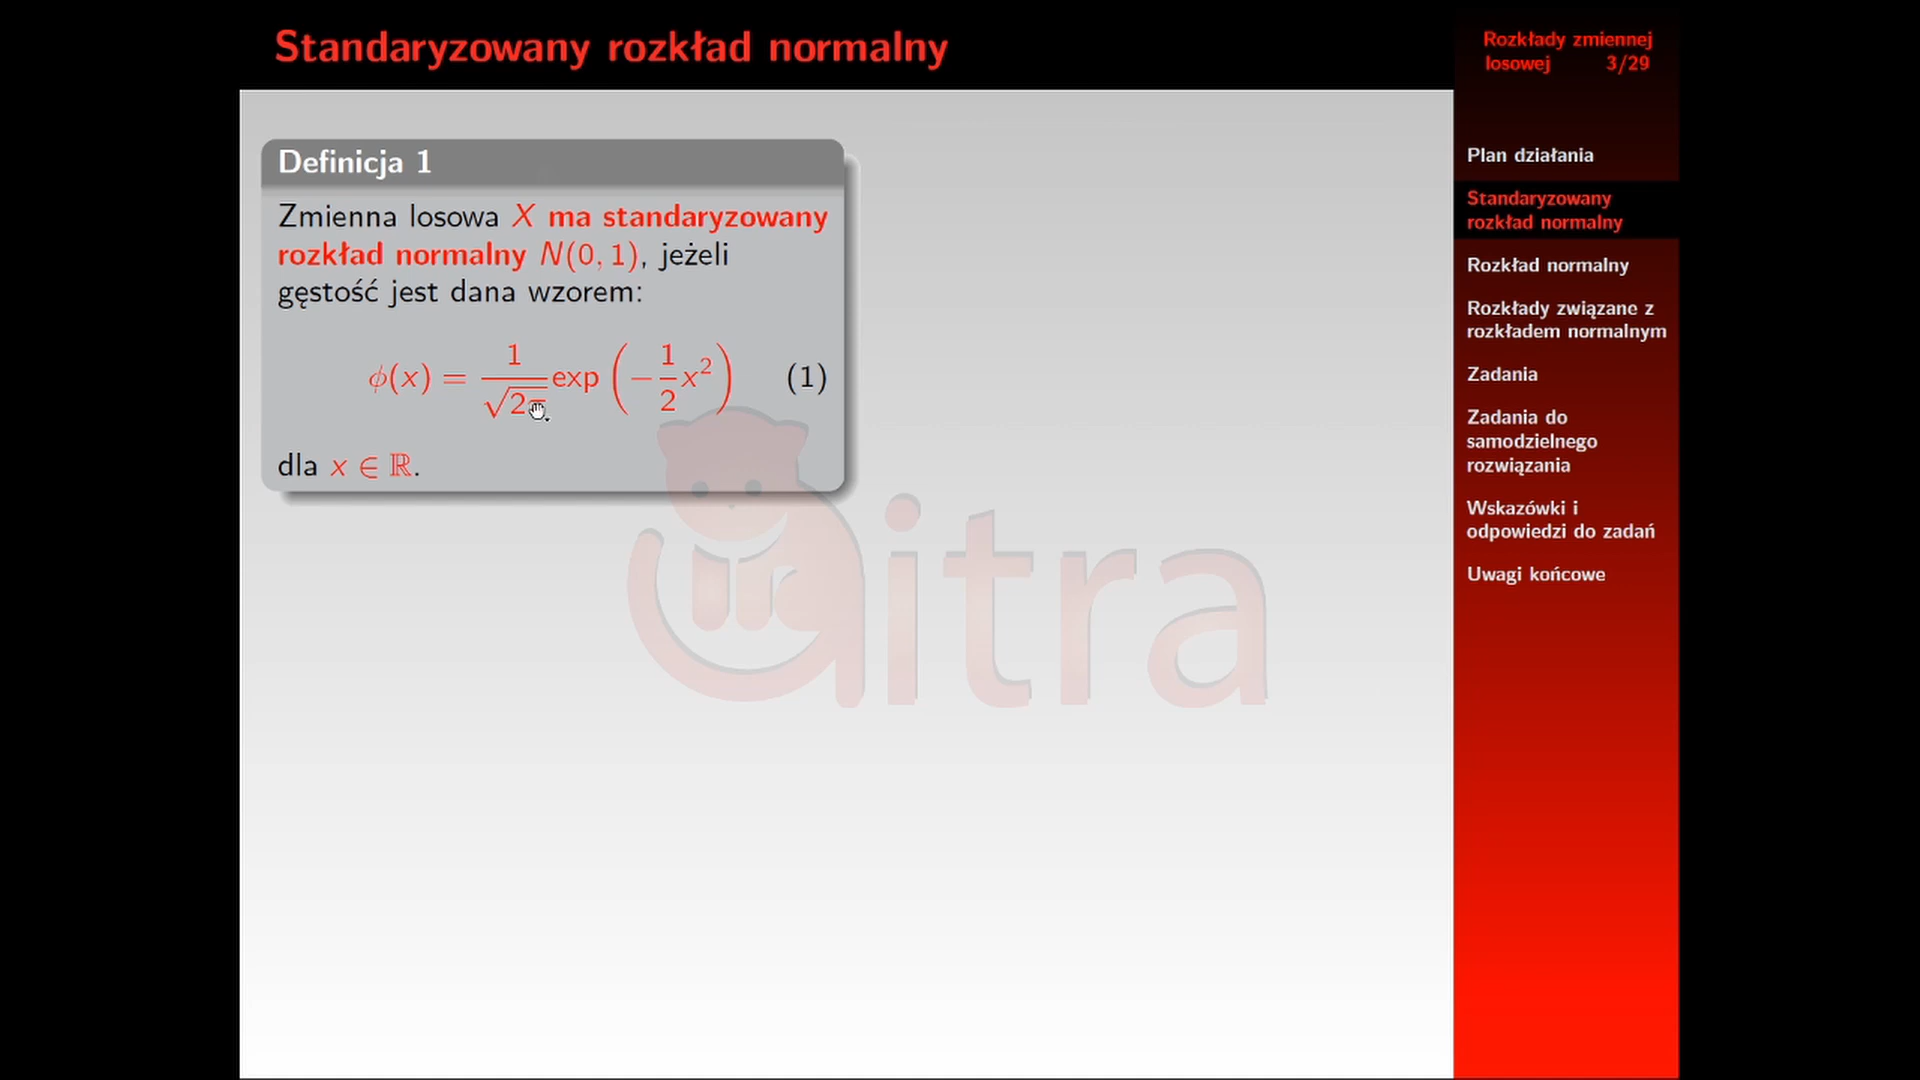 Standaryzowany rozkład normalny
Definicja 1
Zmienna losowa X ma standaryzowany
rozkład normalny N(0, 1), jeżeli
gęstość jest dana wzorem:
ϕ(x) = 1/√2π exp(−1/2 x²) (1)
dla x ∈ ℝ.
aitra
Rozkłady zmiennej
losowej 3/29
Plan działania
Standaryzowany
rozkład normalny
Rozkład normalny
Rozkłady związane z
rozkładem normalnym
Zadania
Zadania do
samodzielnego
rozwiązania
Wskazówki i
odpowiedzi do zadań
Uwagi końcowe